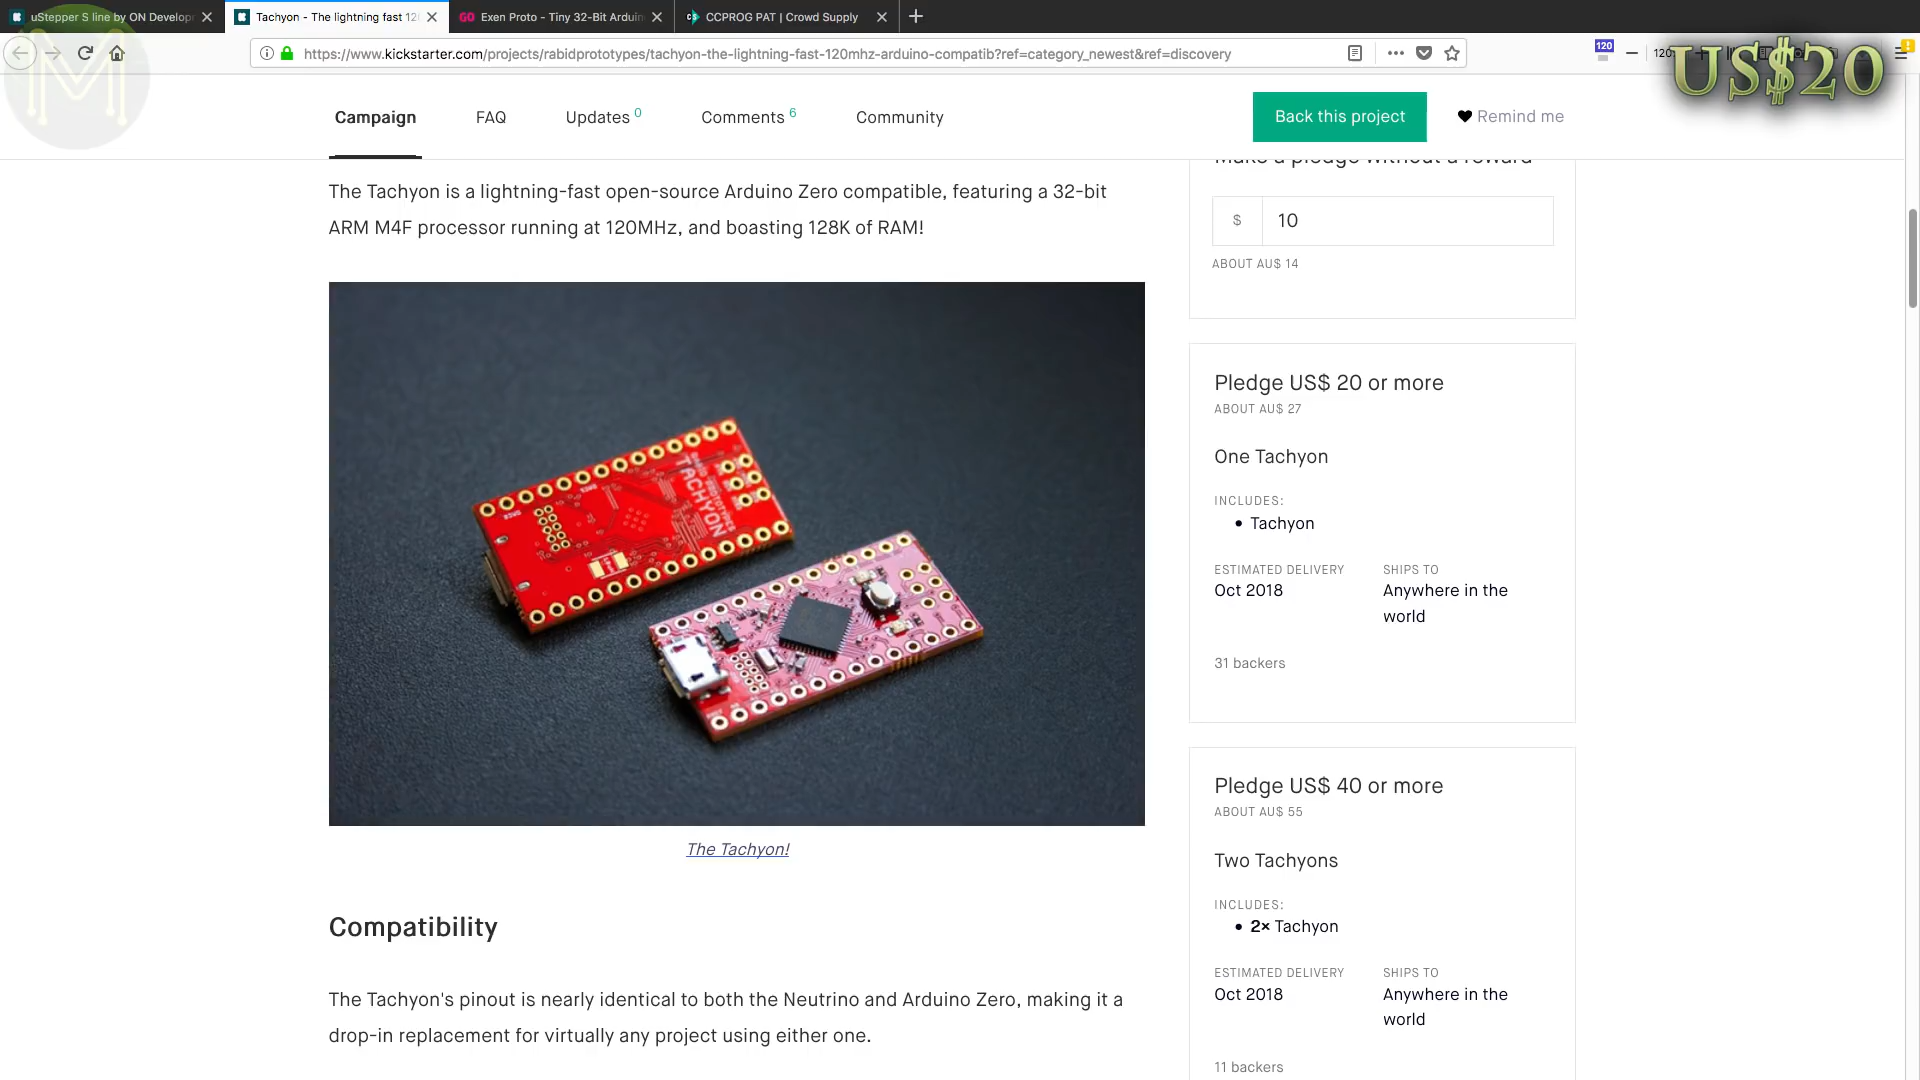 uStepper S line by ON Develop
Tachyon - The lightning fast 12
GO Exen Proto - Tiny 32-Bit Arduin
CCPROG PAT | Crowd Supply
https://www.kickstarter.com/projects/rabidprototypes/tachyon-the-lightning-fast-120mhz-arduino-compatib?ref=category_newest&ref=discovery
120
120
US$20
Campaign
FAQ
Updates 0
Comments 6
Community
Back this project
Remind me
Make a pledge without a reward
The Tachyon is a lightning-fast open-source Arduino Zero compatible, featuring a 32-bit
ARM M4F processor running at 120MHz, and boasting 128K of RAM!
$ 10
ABOUT AU$ 14
TACHYON
The Tachyon!
Compatibility
The Tachyon's pinout is nearly identical to both the Neutrino and Arduino Zero, making it a
drop-in replacement for virtually any project using either one.
Pledge US$ 20 or more
ABOUT AU$ 27
One Tachyon
INCLUDES:
• Tachyon
ESTIMATED DELIVERY
Oct 2018
SHIPS TO
Anywhere in the
world
31 backers
Pledge US$ 40 or more
ABOUT AU$ 55
Two Tachyons
INCLUDES:
• 2× Tachyon
ESTIMATED DELIVERY
Oct 2018
SHIPS TO
Anywhere in the
world
11 backers